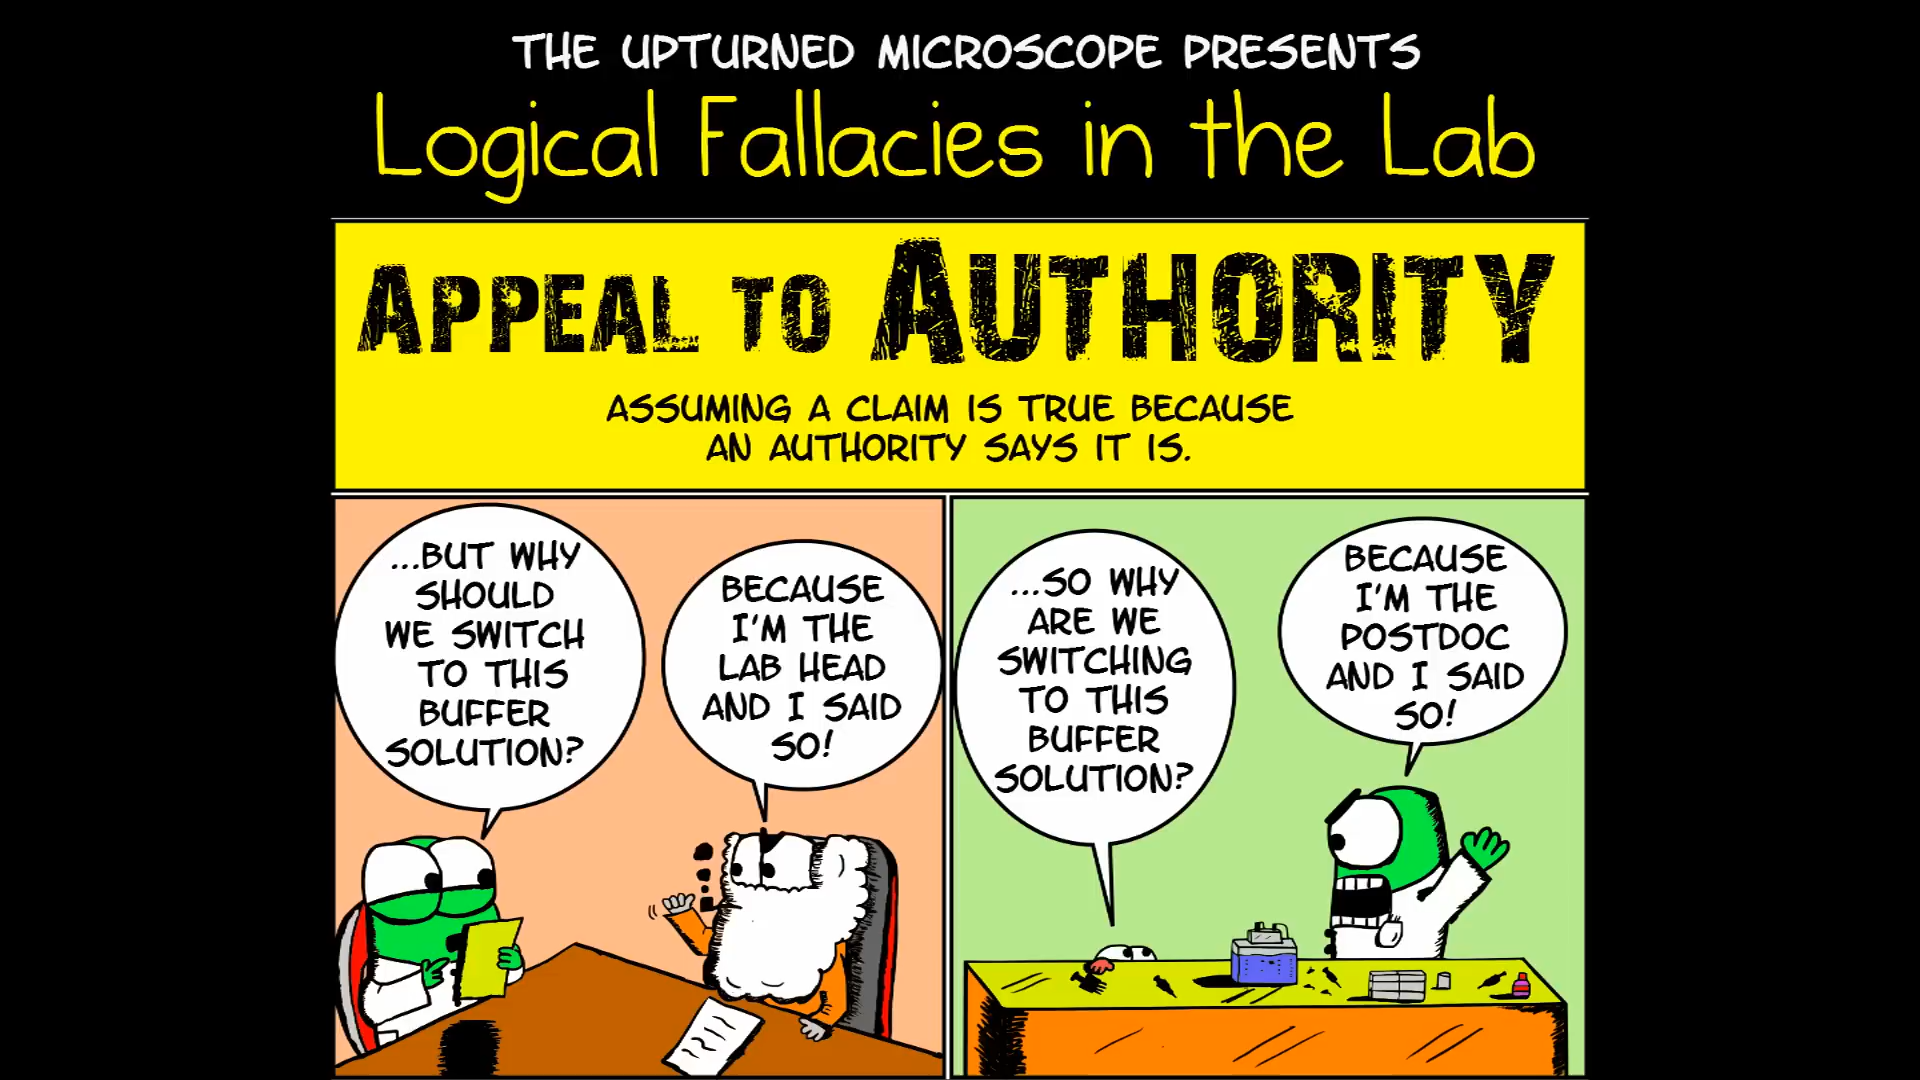 THE UPTURNED MICROSCOPE PRESENTS
Logical Fallacies in the Lab
APPEAL TO AUTHORITY
ASSUMING A CLAIM IS TRUE BECAUSE
AN AUTHORITY SAYS IT IS.
...BUT WHY
SHOULD
WE SWITCH
TO THIS
BUFFER
SOLUTION?
BECAUSE
I'M THE
LAB HEAD
AND I SAID
SO!
...SO WHY
ARE WE
SWITCHING
TO THIS
BUFFER
SOLUTION?
BECAUSE
I'M THE
POSTDOC
AND I SAID
SO!